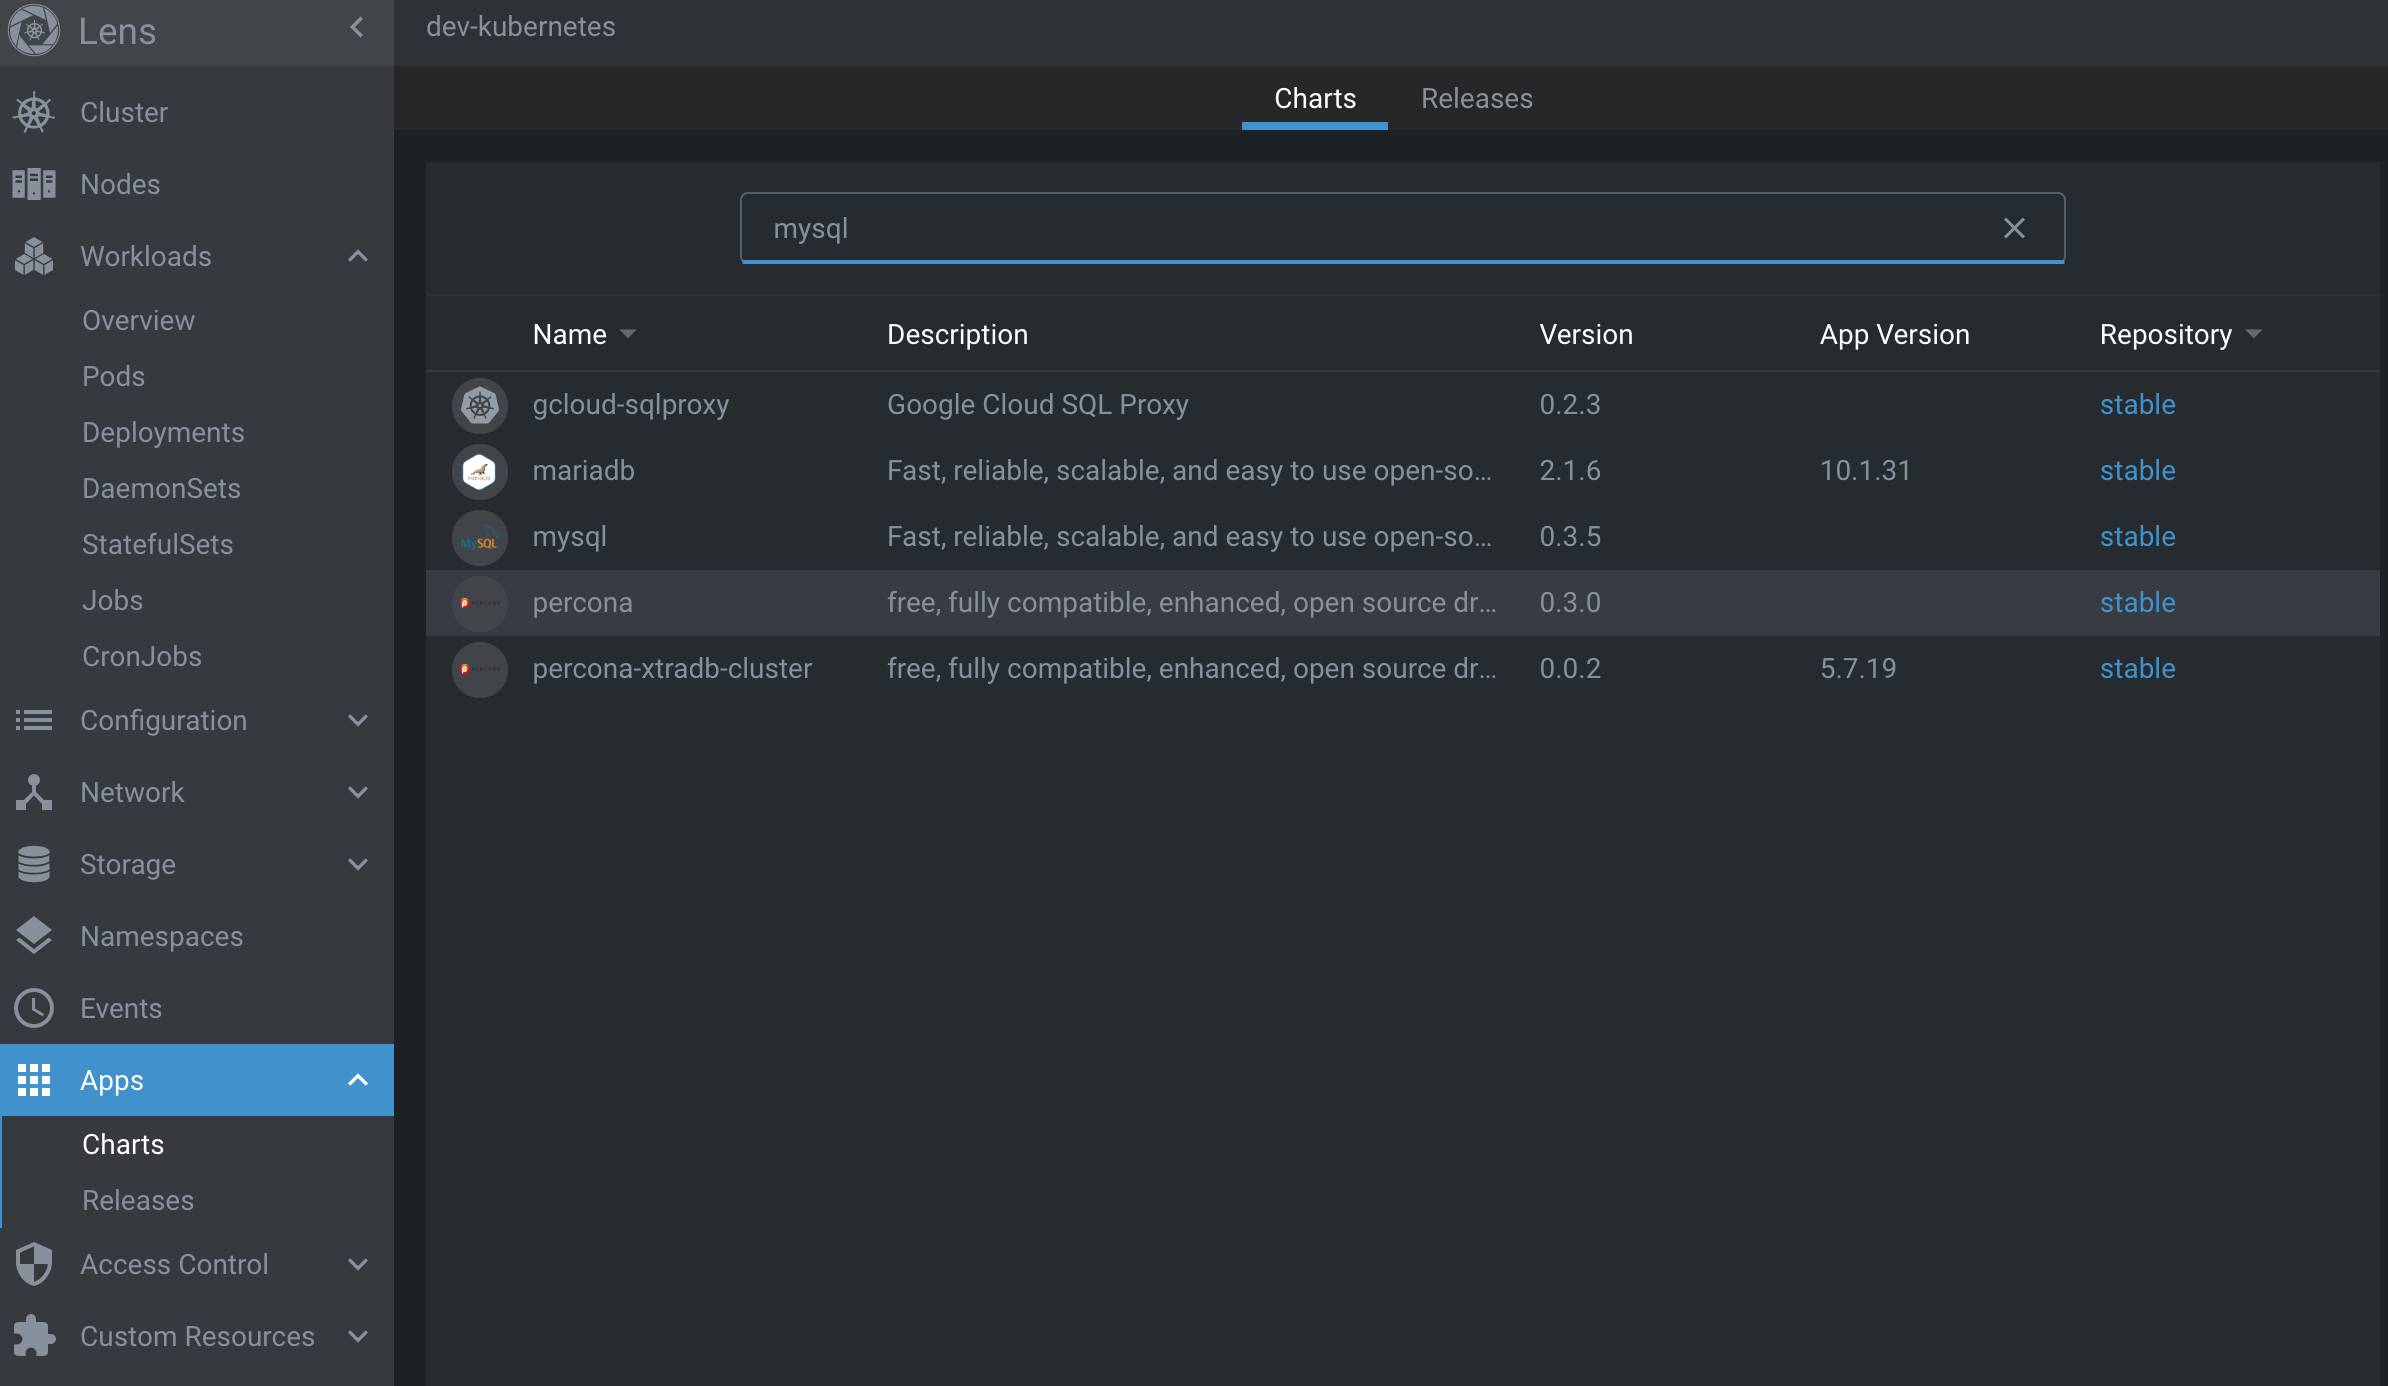 Lens
dev-kubernetes
Cluster
Nodes
Workloads
Overview
Pods
Deployments
DaemonSets
StatefulSets
Jobs
CronJobs
Configuration
Network
Storage
Namespaces
Events
Apps
Charts
Releases
Access Control
Custom Resources
Charts Releases
mysql
Name Description Version App Version Repository
gcloud-sqlproxy Google Cloud SQL Proxy 0.2.3 stable
mariadb Fast, reliable, scalable, and easy to use open-so... 2.1.6 10.1.31 stable
MySQL mysql Fast, reliable, scalable, and easy to use open-so... 0.3.5 stable
percona free, fully compatible, enhanced, open source dr... 0.3.0 stable
percona-xtradb-cluster free, fully compatible, enhanced, open source dr... 0.0.2 5.7.19 stable